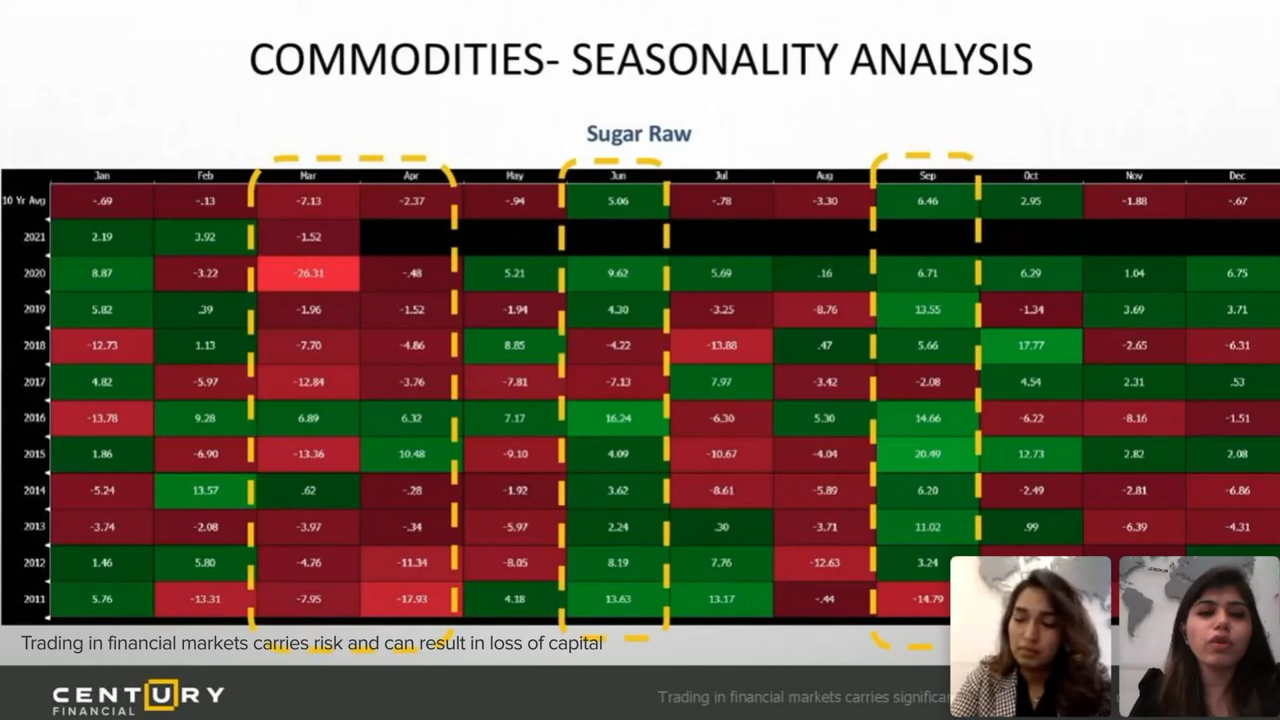 COMMODITIES- SEASONALITY ANALYSIS
Sugar Raw
Jan Feb Mar Apr May Jun Jul Aug Sep Oct Nov Dec
10 Yr Avg -.69 -.13 -7.13 -2.37 -.94 5.06 -.78 -3.30 6.46 2.95 -1.88 -.67
2021 2.19 3.92 -1.52
2020 8.87 -3.22 -26.31 -.48 5.21 9.62 5.69 .16 6.71 6.29 1.04 6.75
2019 5.82 .39 -1.96 -1.52 -1.94 4.30 -3.25 -8.76 13.55 -1.34 3.69 3.71
2018 -12.73 1.13 -7.70 -4.86 8.85 -4.22 -13.88 .47 5.66 17.77 -2.65 -6.31
2017 4.82 -5.97 -12.84 -3.76 -7.81 -7.13 7.97 -3.42 -2.08 4.54 2.31 .53
2016 -13.78 9.28 6.89 6.32 7.17 16.24 -6.30 5.30 14.66 -6.22 -8.16 -1.51
2015 1.86 -6.90 -13.36 10.48 -9.10 4.09 -10.67 -4.04 20.49 12.73 2.82 2.08
2014 -5.24 13.57 .62 -.28 -1.92 3.62 -8.61 -5.89 6.20 -2.49 -2.81 -6.86
2013 -3.74 -2.08 -3.97 -.34 -5.97 2.24 .30 -3.71 11.02 .99 -6.39 -4.31
2012 1.46 5.80 -4.76 -11.34 -8.05 8.19 7.76 -12.63 3.24
2011 5.76 -13.31 -7.95 -17.93 4.18 13.63 13.17 -.44 -14.79
Trading in financial markets carries risk and can result in loss of capital
CENTURY
FINANCIAL
Trading in financial markets carries